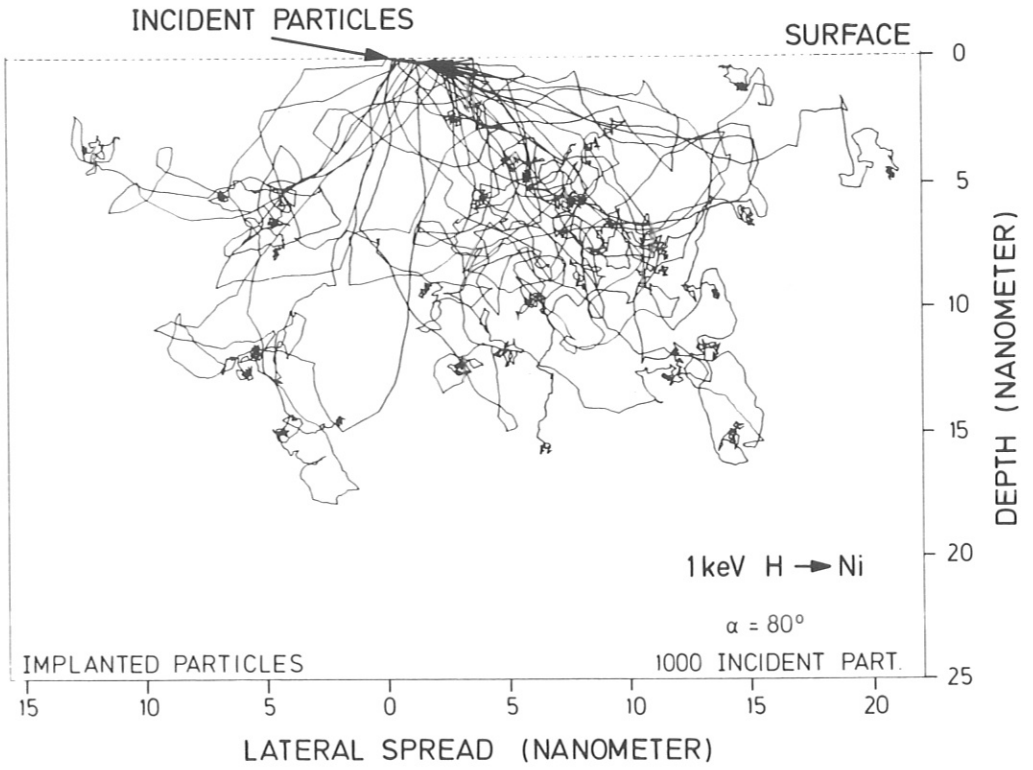 INCIDENT PARTICLES
SURFACE
0
5
10
15
20
25
DEPTH (NANOMETER)
1 keV H → Ni
α = 80°
IMPLANTED PARTICLES
1000 INCIDENT PART.
15 10 5 0 5 10 15 20
LATERAL SPREAD (NANOMETER)